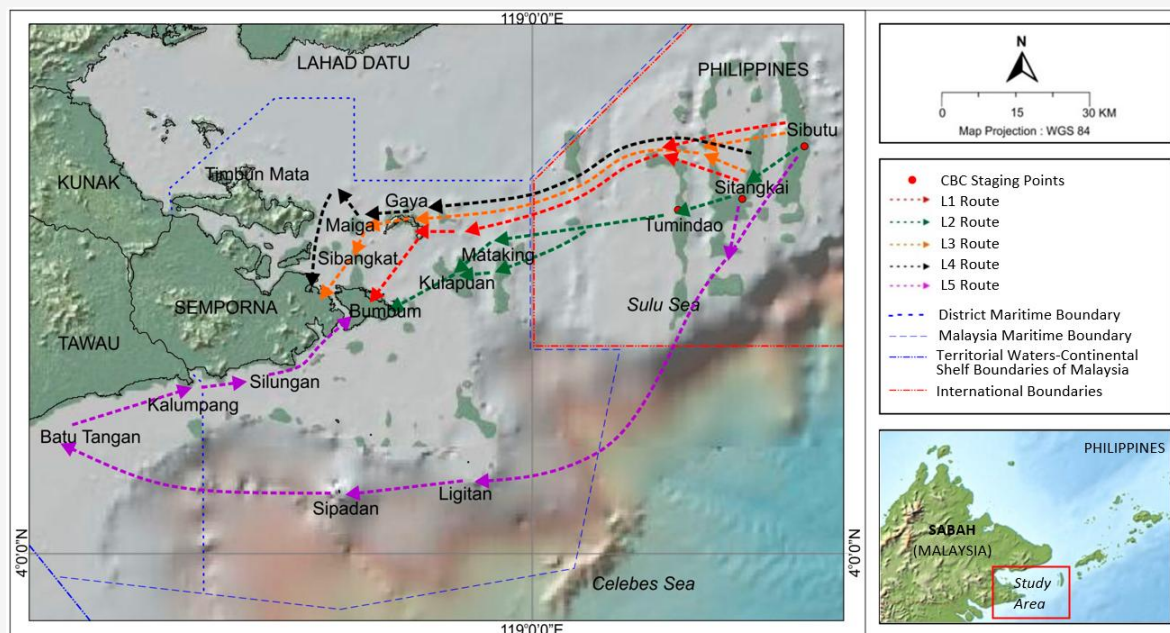 119°0'0"E
LAHAD DATU
PHILIPPINES
Sibutu
KUNAK
Timbun Mata
Gaya
Sitangkai
Maiga
Tumindao
Sibangkat
Mataking
Kulapuan
SEMPORNA
Bumbum
Sulu Sea
TAWAU
Silungan
Kalumpang
Batu Tangan
Ligitan
Sipadan
4°0'0"N
4°0'0"N
Celebes Sea
119°0'0"E
N
0 15 30 KM
Map Projection : WGS 84
CBC Staging Points
L1 Route
L2 Route
L3 Route
L4 Route
L5 Route
District Maritime Boundary
Malaysia Maritime Boundary
Territorial Waters-Continental
Shelf Boundaries of Malaysia
International Boundaries
PHILIPPINES
SABAH
(MALAYSIA)
Study
Area